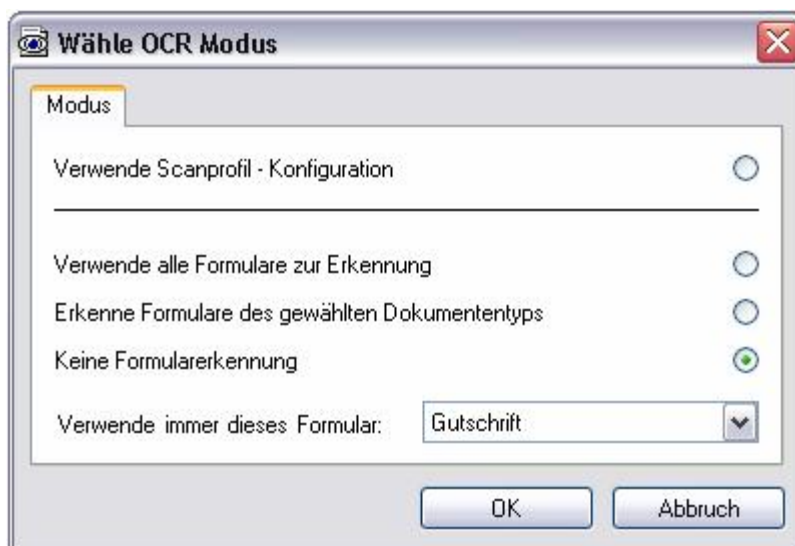 Wähle OCR Modus
Modus
Verwende Scanprofil - Konfiguration
Verwende alle Formulare zur Erkennung
Erkenne Formulare des gewählten Dokumententyps
Keine Formularerkennung
Verwende immer dieses Formular: Gutschrift
OK Abbruch